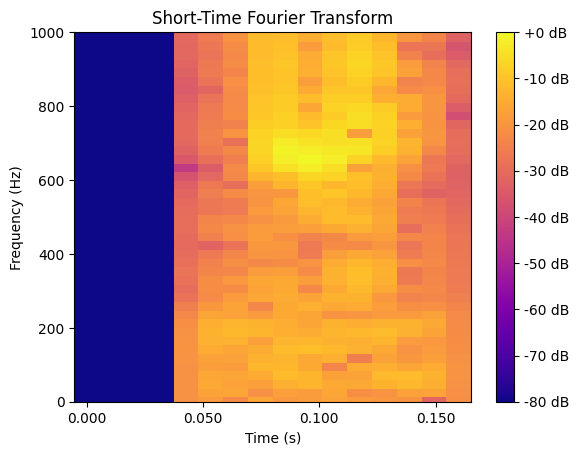 Short-Time Fourier Transform
Frequency (Hz)
1000
800
600
400
200
0
0.000
0.050
0.100
0.150
Time (s)
+0 dB
-10 dB
-20 dB
-30 dB
-40 dB
-50 dB
-60 dB
-70 dB
-80 dB